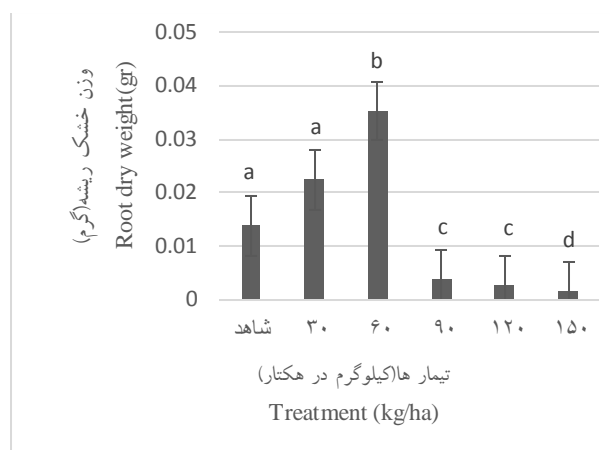 وزن خشک ریشه(گرم)
Root dry weight(gr)
0.05
0.04
0.03
0.02
0.01
0
a
a
b
c
c
d
شاهد ۳۰ ۶۰ ۹۰ ۱۲۰ ۱۵۰
تیمار ها(کیلوگرم در هکتار)
Treatment (kg/ha)